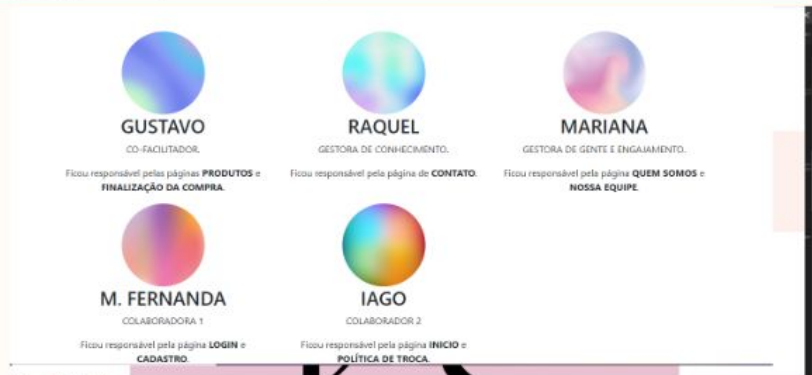 GUSTAVO
CO-FACILITADOR.
Ficou responsável pelas páginas PRODUTOS e
FINALIZAÇÃO DA COMPRA.
RAQUEL
GESTORA DE CONHECIMENTO.
Ficou responsável pela página de CONTATO.
MARIANA
GESTORA DE GENTE E ENGAJAMENTO.
Ficou responsável pela página QUEM SOMOS e
NOSSA EQUIPE.
M. FERNANDA
COLABORADORA 1
Ficou responsável pela página LOGIN e
CADASTRO.
IAGO
COLABORADOR 2
Ficou responsável pela página INICIO e
POLÍTICA DE TROCA.